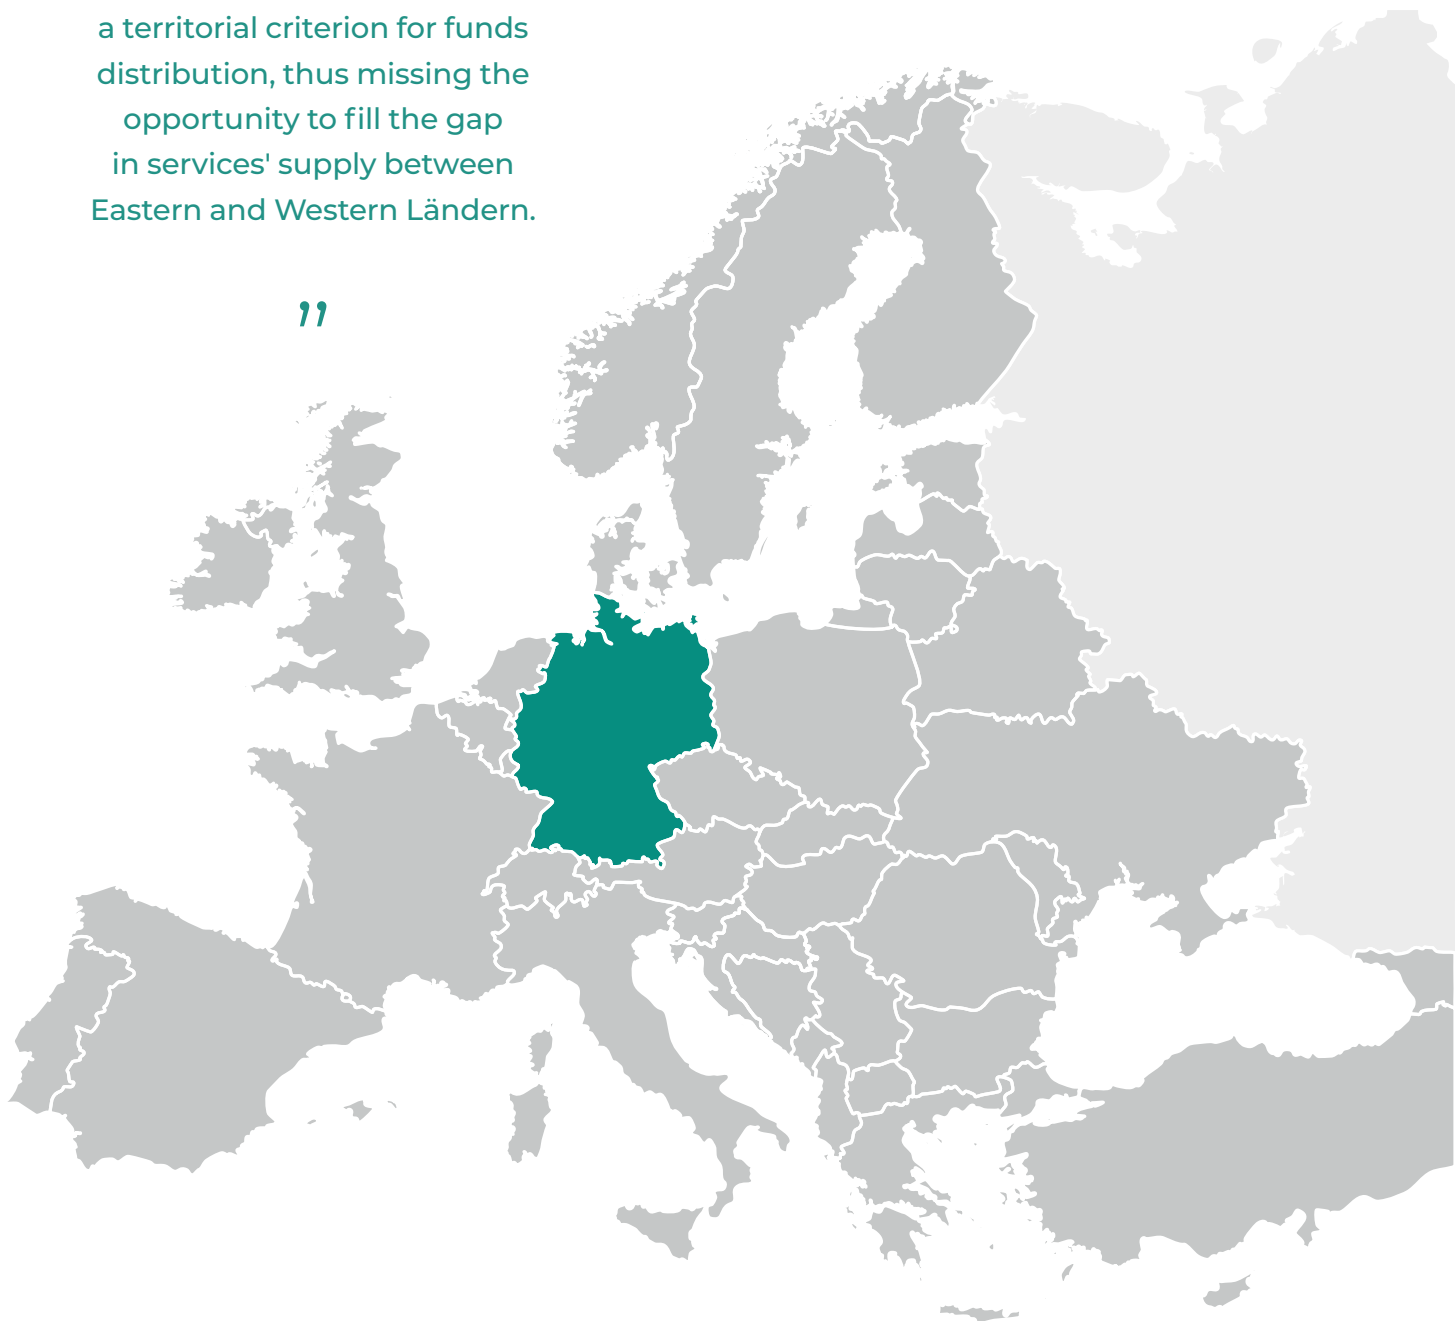 a territorial criterion for funds
distribution, thus missing the
opportunity to fill the gap
in services' supply between
Eastern and Western Ländern.
”